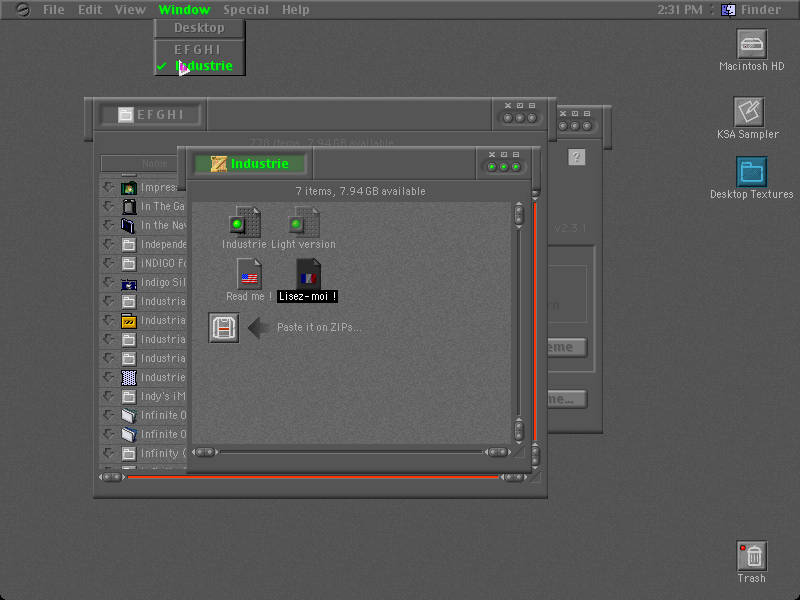 File Edit View Window Special Help 2:31 PM Finder
Desktop
EFGHI
Industrie
Macintosh HD
KSA Sampler
Desktop Textures
Trash
EFGHI
778 items, 7.94 GB available
Name
Impres
In The Ga
In the Nav
Independe
iNDIGO Fo
Indigo Sil
Industria
Industria
Industria
Industria
Industrie
Indy's iM
Infinite O
Infinite O
Infinity (
Industrie
7 items, 7.94 GB available
Industrie
Light version
Read me !
Lisez-moi !
Paste it on ZIPs...
?
v2.3.1
eme
me...